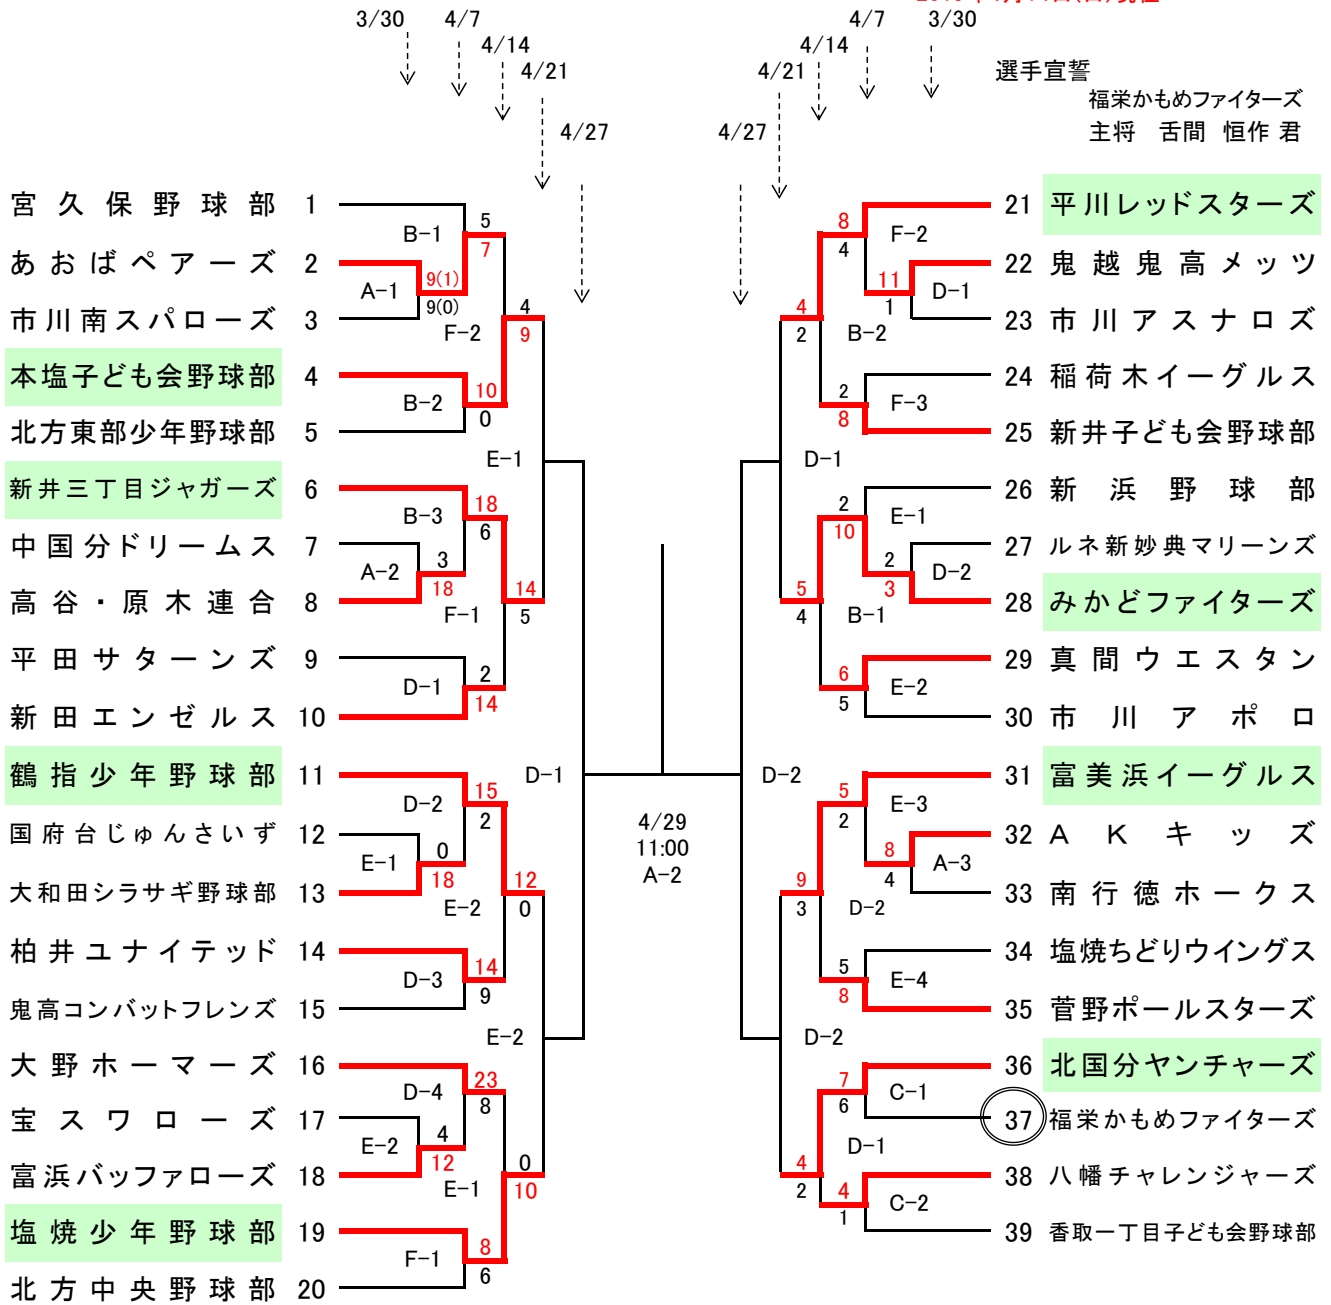 3/30
4/7
4/14
4/21
4/27
4/27
4/21
4/14
4/7
3/30
選手宣誓
福栄かもめファイターズ
主将 舌間 恒作 君
宮久保野球部 1
あおばペアーズ 2
市川南スパローズ 3
本塩子ども会野球部 4
北方東部少年野球部 5
新井三丁目ジャガーズ 6
中国分ドリームス 7
高谷・原木連合 8
平田サターンズ 9
新田エンゼルス 10
鶴指少年野球部 11
国府台じゅんさいず 12
大和田シラサギ野球部 13
柏井ユナイテッド 14
鬼高コンバットフレンズ 15
大野ホーマーズ 16
宝スワローズ 17
富浜バッファローズ 18
塩焼少年野球部 19
北方中央野球部 20
B-1
5
7
A-1
9(1)
9(0)
F-2
4
9
B-2
10
0
E-1
B-3
18
6
A-2
3
18
F-1
14
5
D-1
2
14
D-1
D-2
15
2
E-1
0
18
E-2
12
0
D-3
14
9
E-2
D-4
23
8
E-2
4
12
E-1
0
10
F-1
8
6
4/29
11:00
A-2
8
4
F-2
11
1
D-1
4
2
B-2
2
8
F-3
D-1
2
10
E-1
2
3
D-2
5
4
B-1
6
5
E-2
D-2
5
2
E-3
8
4
A-3
9
3
D-2
5
8
E-4
D-2
7
6
C-1
D-1
4
2
4
1
C-2
21 平川レッドスターズ
22 鬼越鬼高メッツ
23 市川アスナロズ
24 稲荷木イーグルス
25 新井子ども会野球部
26 新浜野球部
27 ルネ新妙典マリーンズ
28 みかどファイターズ
29 真間ウエスタン
30 市川アポロ
31 富美浜イーグルス
32 AKキッズ
33 南行徳ホークス
34 塩焼ちどりウイングス
35 菅野ポールスターズ
36 北国分ヤンチャーズ
37 福栄かもめファイターズ
38 八幡チャレンジャーズ
39 香取一丁目子ども会野球部